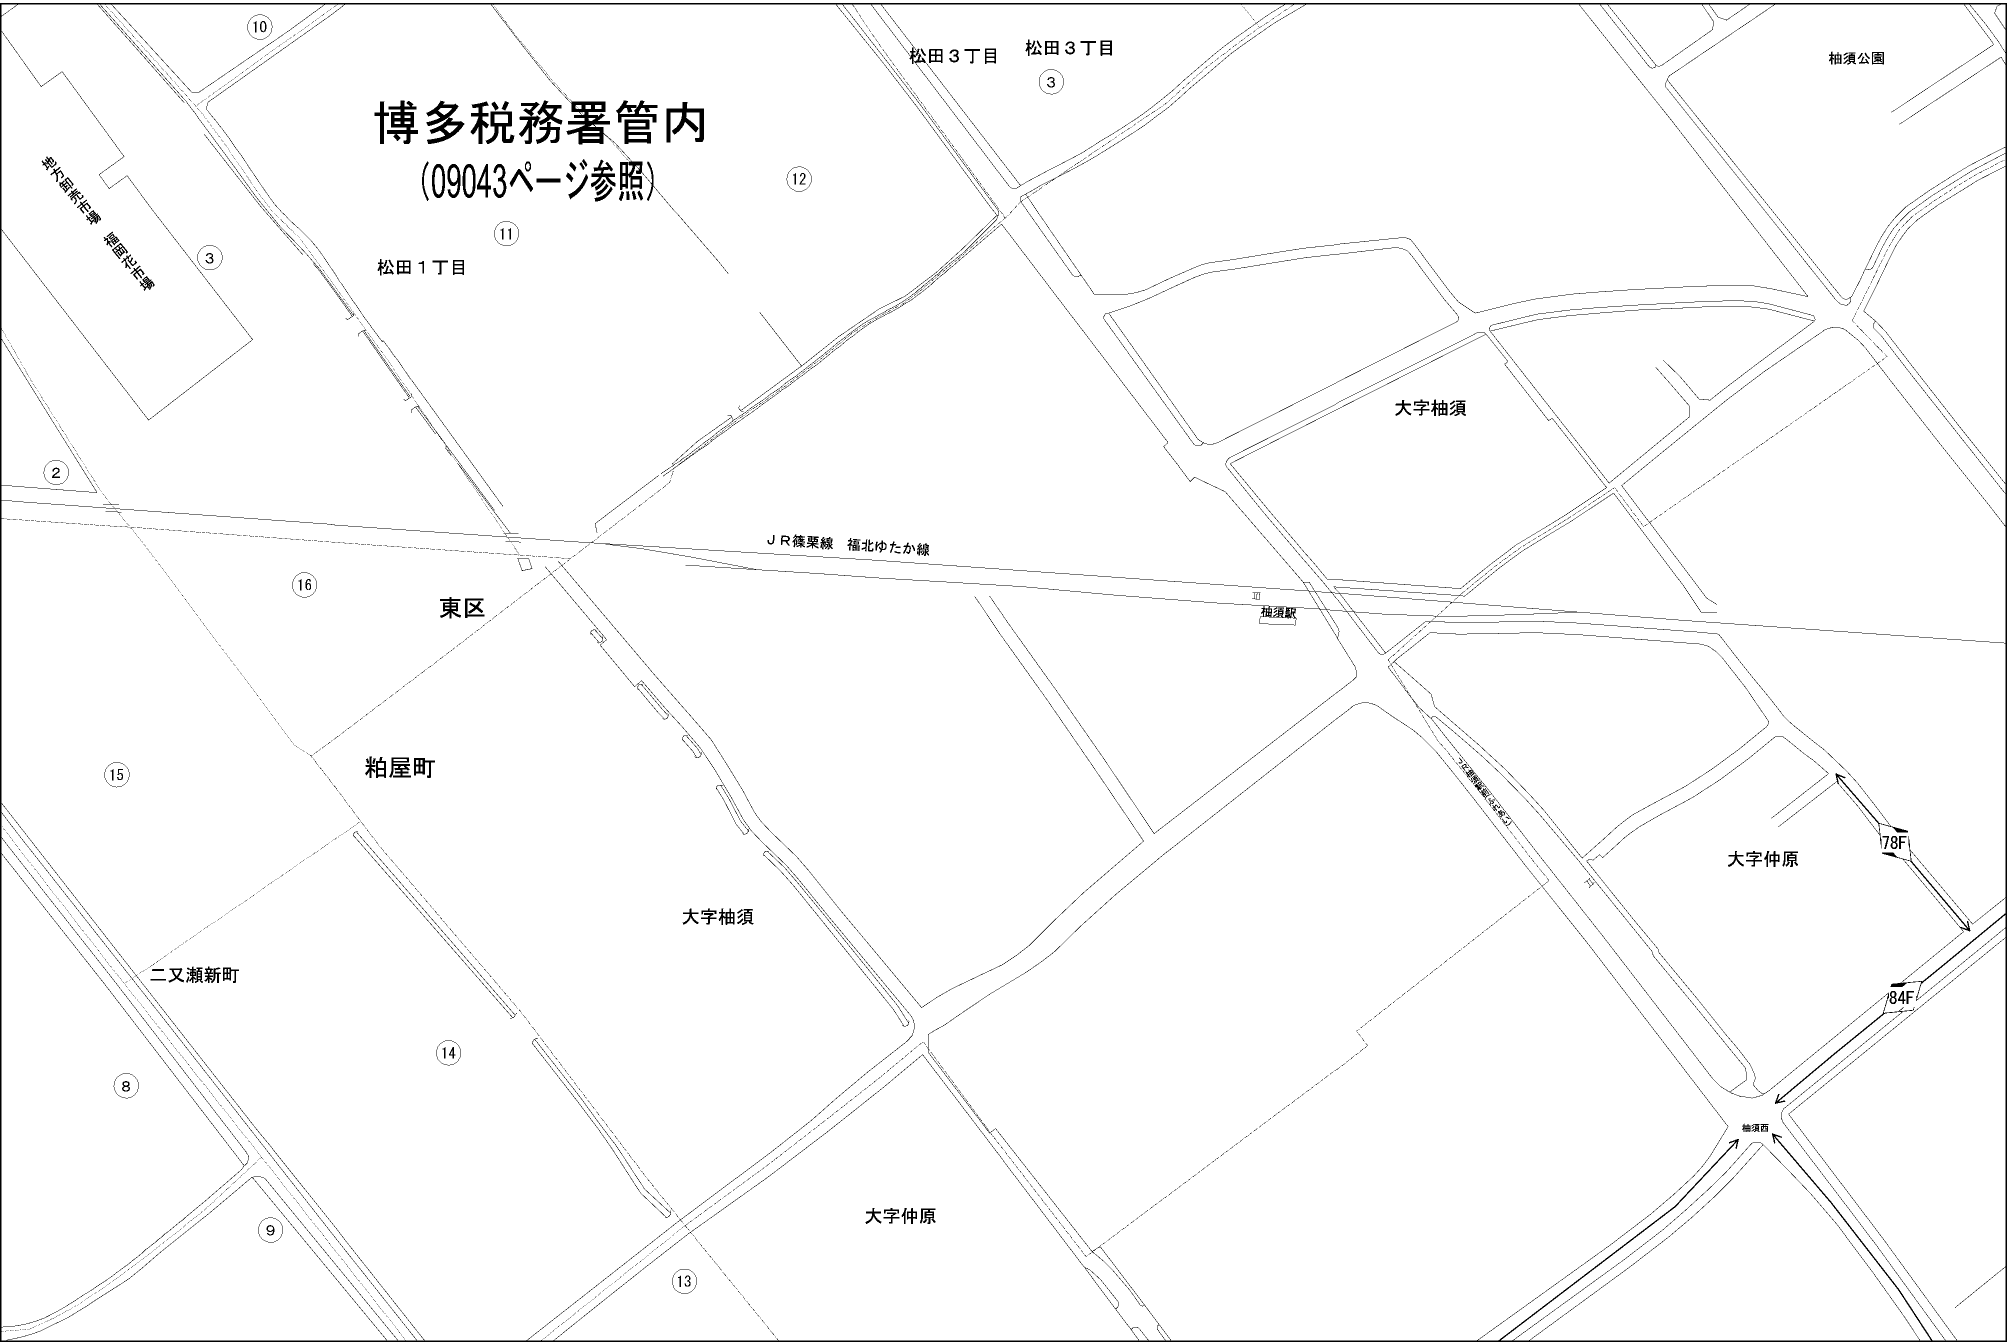 ⑩
松田３丁目
松田３丁目
③
柚須公園
博多税務署管内
(09043ページ参照)
⑫
⑪
地方卸売市場　福岡花市場
③
松田１丁目
大字柚須
②
ＪＲ篠栗線　福北ゆたか線
⑯
東区
柚須駅
粕屋町
⑮
78F
大字仲原
大字柚須
二又瀬新町
84F
⑭
⑧
柚須西
大字仲原
⑨
⑬